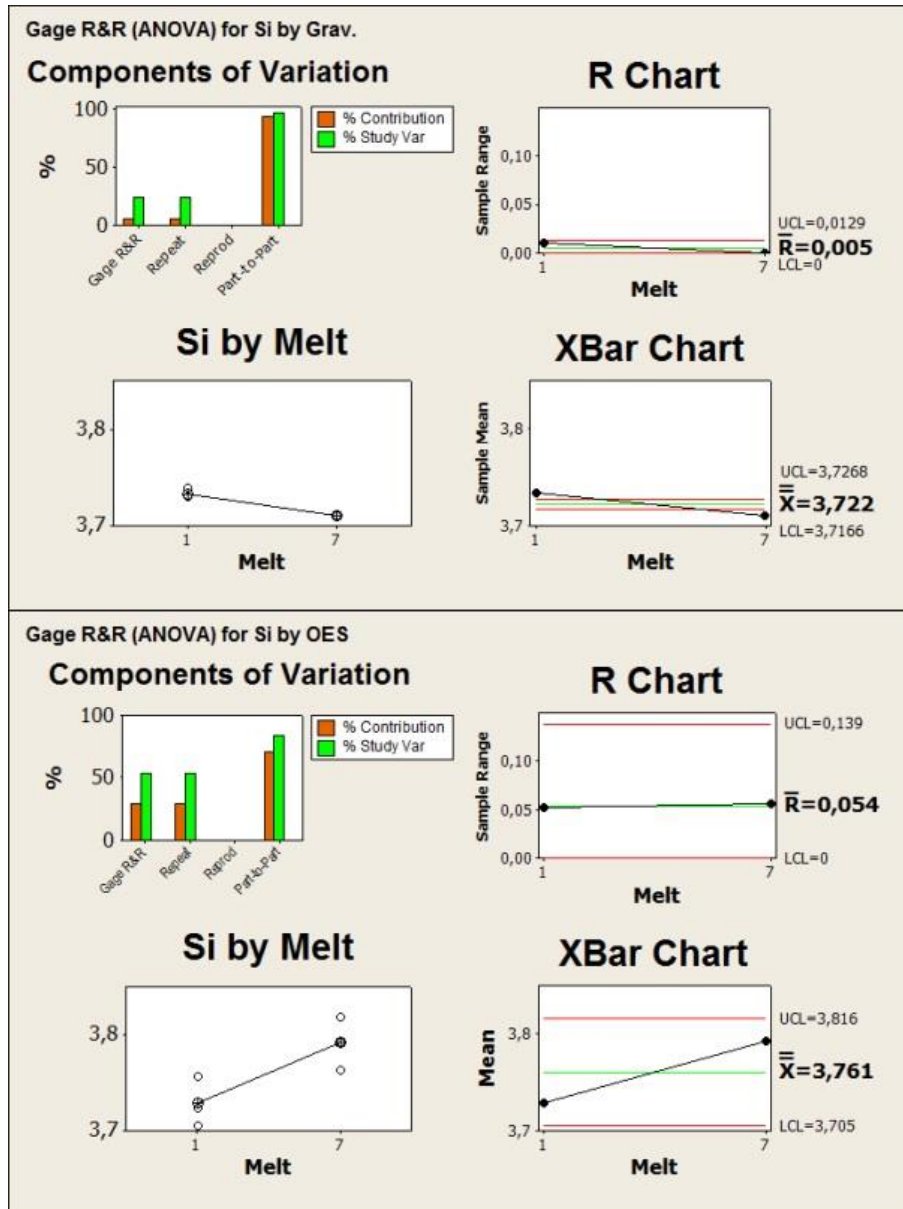 Gage R&R (ANOVA) for Si by Grav.
Components of Variation
100
50
0
%
Gage R&R
Repeat
Reprod
Part-to-Part
% Contribution
% Study Var
R Chart
Sample Range
0,10
0,05
0,00
1
7
Melt
UCL=0,0129
R=0,005
LCL=0
Si by Melt
3,8
3,7
1
7
Melt
XBar Chart
Sample Mean
3,8
3,7
1
7
Melt
UCL=3,7268
X=3,722
LCL=3,7166
Gage R&R (ANOVA) for Si by OES
Components of Variation
100
50
0
%
Gage R&R
Repeat
Reprod
Part-to-Part
% Contribution
% Study Var
R Chart
Sample Range
0,10
0,05
0,00
1
7
Melt
UCL=0,139
R=0,054
LCL=0
Si by Melt
3,8
3,7
1
7
Melt
XBar Chart
Mean
3,8
3,7
1
7
Melt
UCL=3,816
X=3,761
LCL=3,705